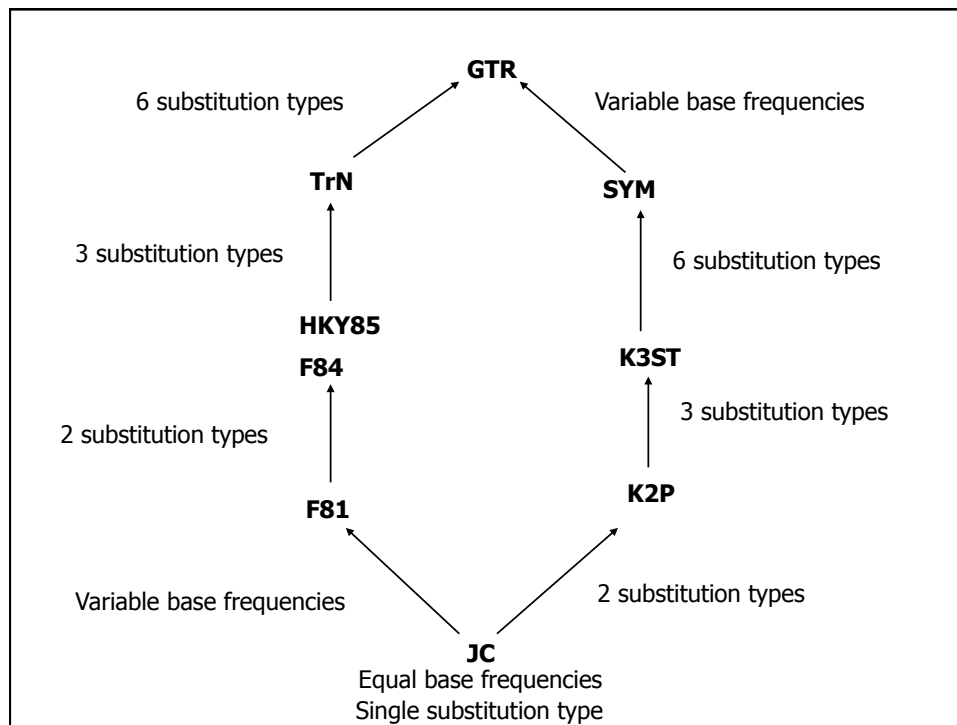 GTR
6 substitution types
Variable base frequencies
TrN
SYM
3 substitution types
6 substitution types
HKY85
F84
K3ST
2 substitution types
3 substitution types
F81
K2P
Variable base frequencies
2 substitution types
JC
Equal base frequencies
Single substitution type